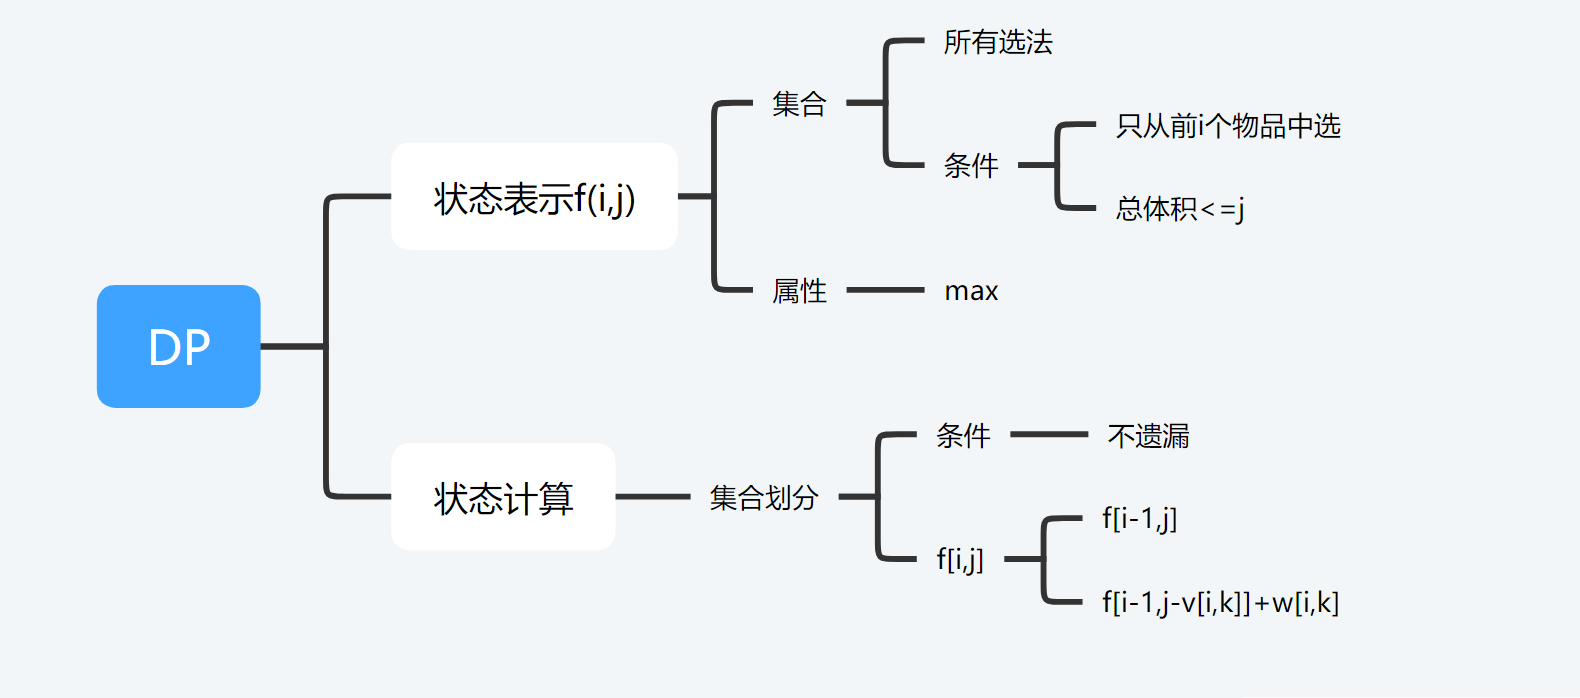 DP
状态表示f(i,j)
集合
所有选法
条件
只从前i个物品中选
总体积<=j
属性
max
状态计算
集合划分
条件
不遗漏
f[i,j]
f[i-1,j]
f[i-1,j-v[i,k]]+w[i,k]